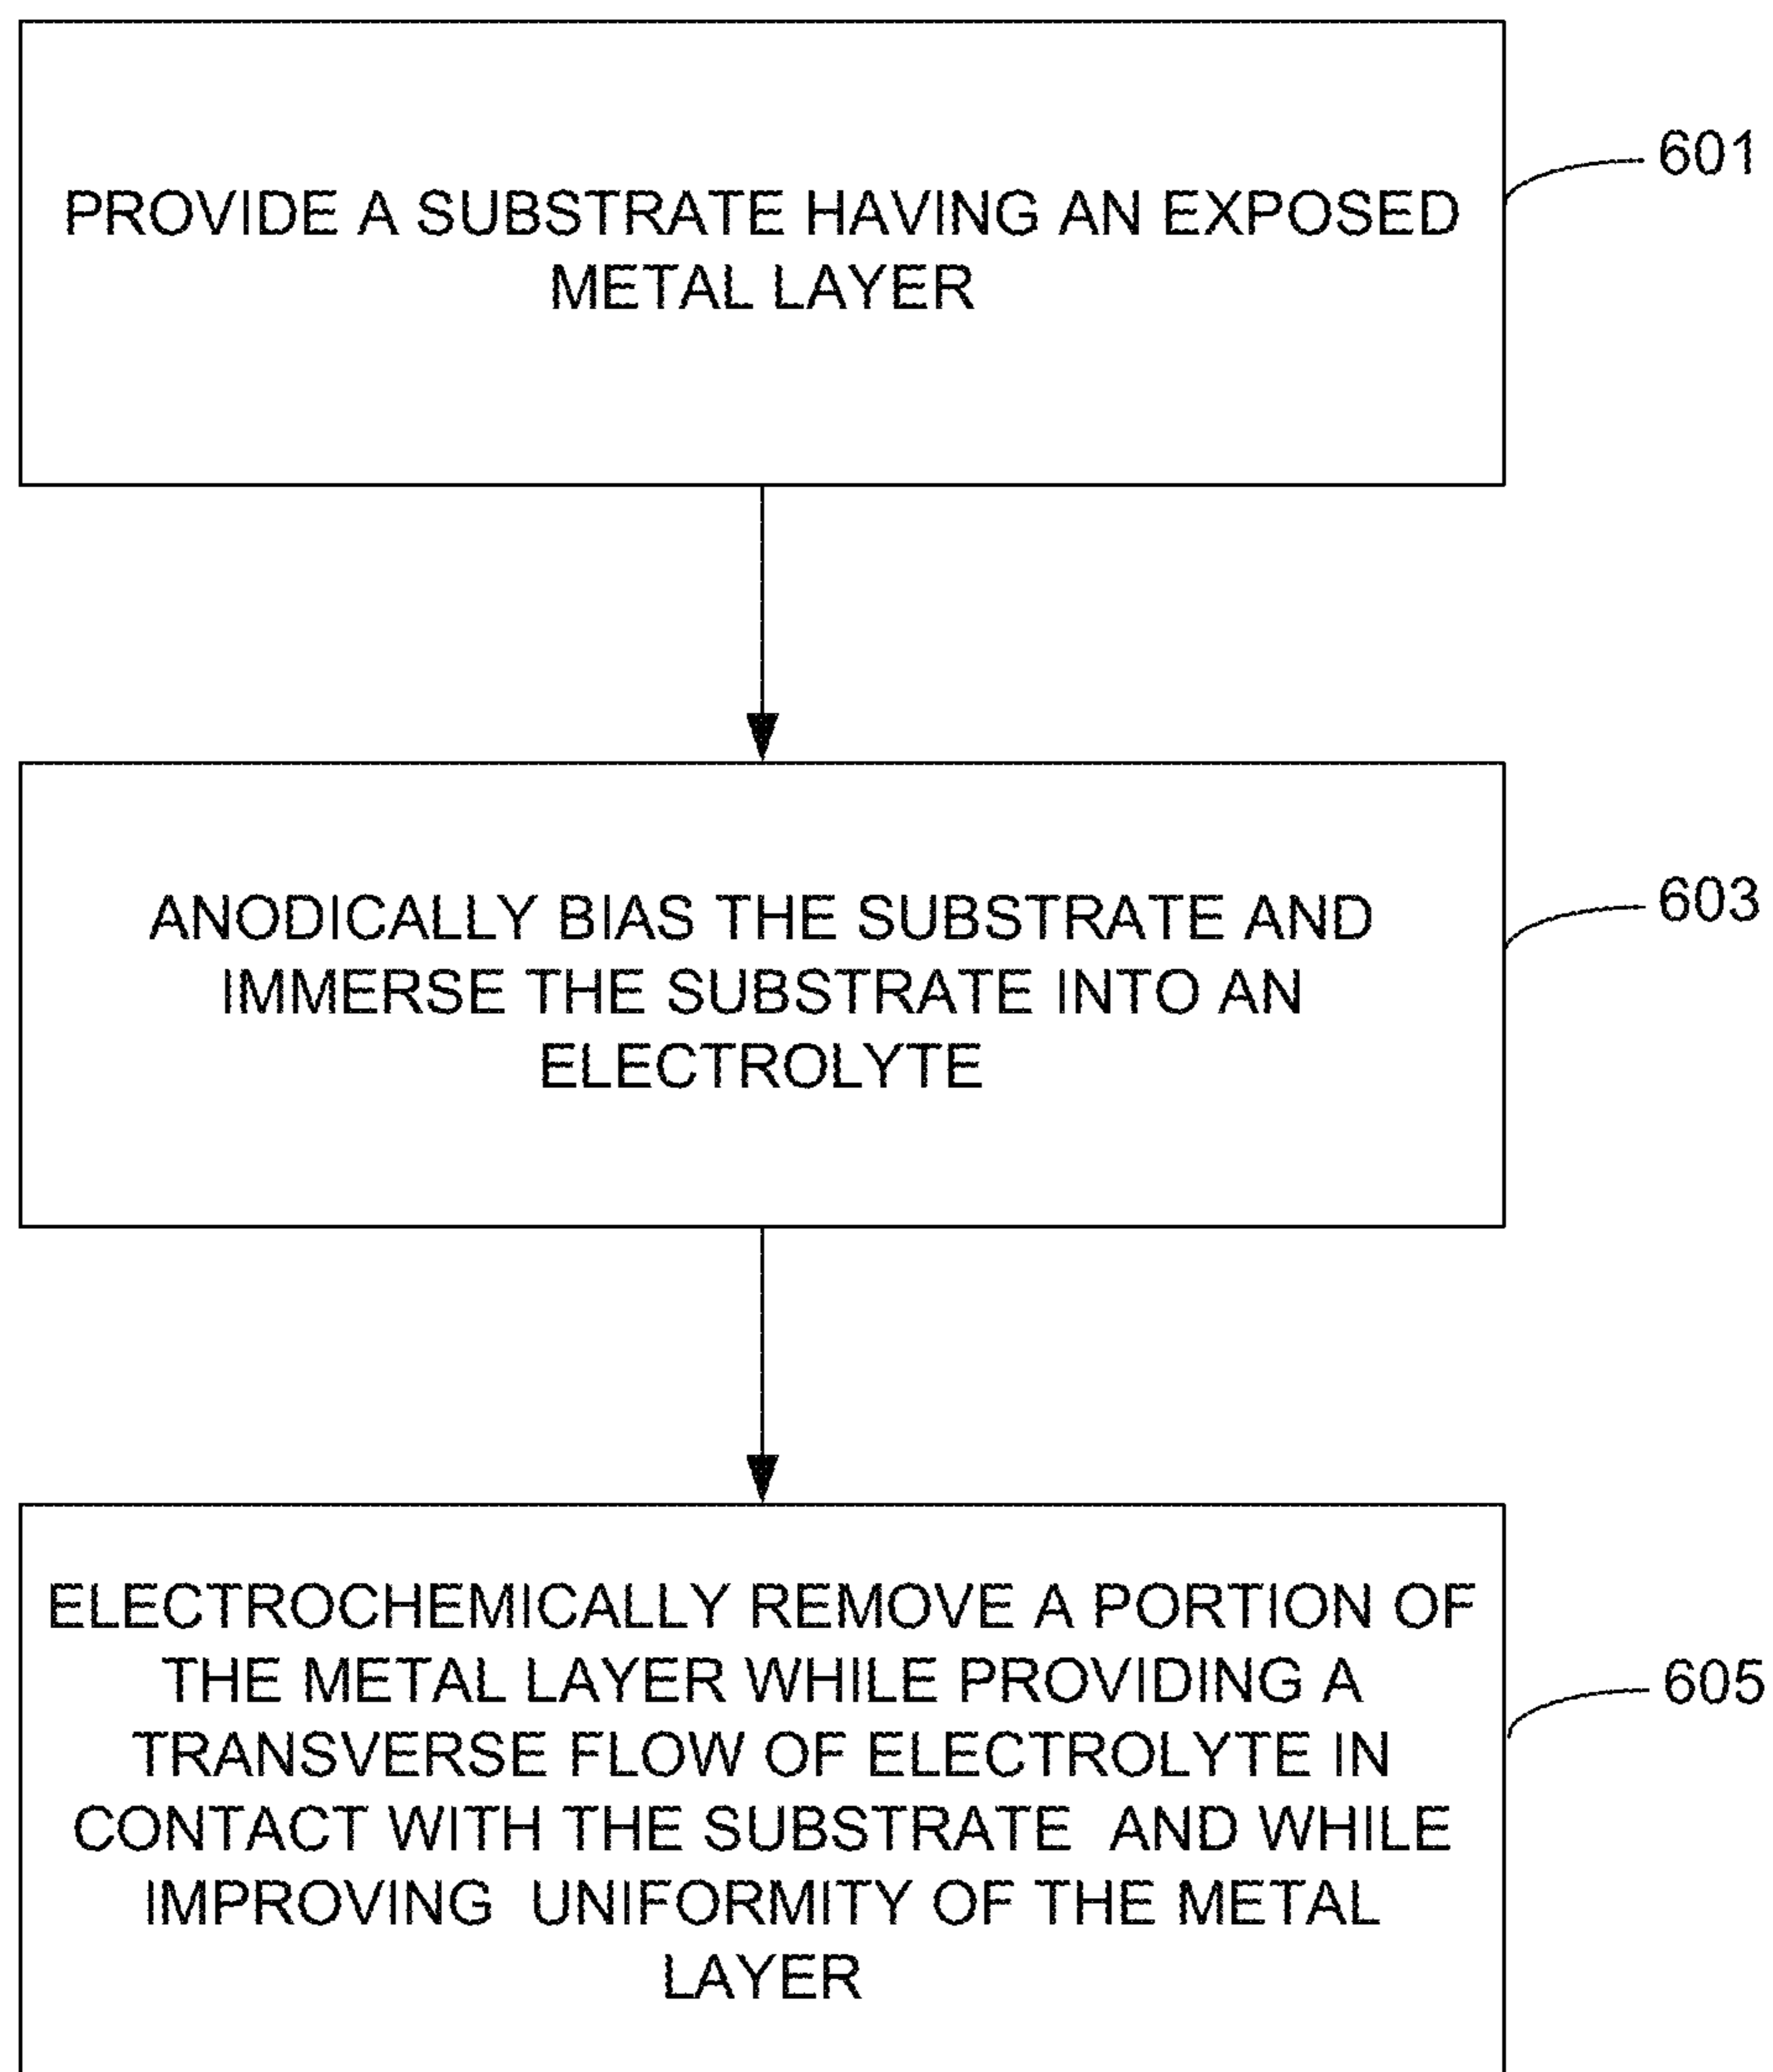 PROVIDE A SUBSTRATE HAVING AN EXPOSED
METAL LAYER
601
ANODICALLY BIAS THE SUBSTRATE AND
IMMERSE THE SUBSTRATE INTO AN
ELECTROLYTE
603
ELECTROCHEMICALLY REMOVE A PORTION OF
THE METAL LAYER WHILE PROVIDING A
TRANSVERSE FLOW OF ELECTROLYTE IN
CONTACT WITH THE SUBSTRATE AND WHILE
IMPROVING UNIFORMITY OF THE METAL
LAYER
605